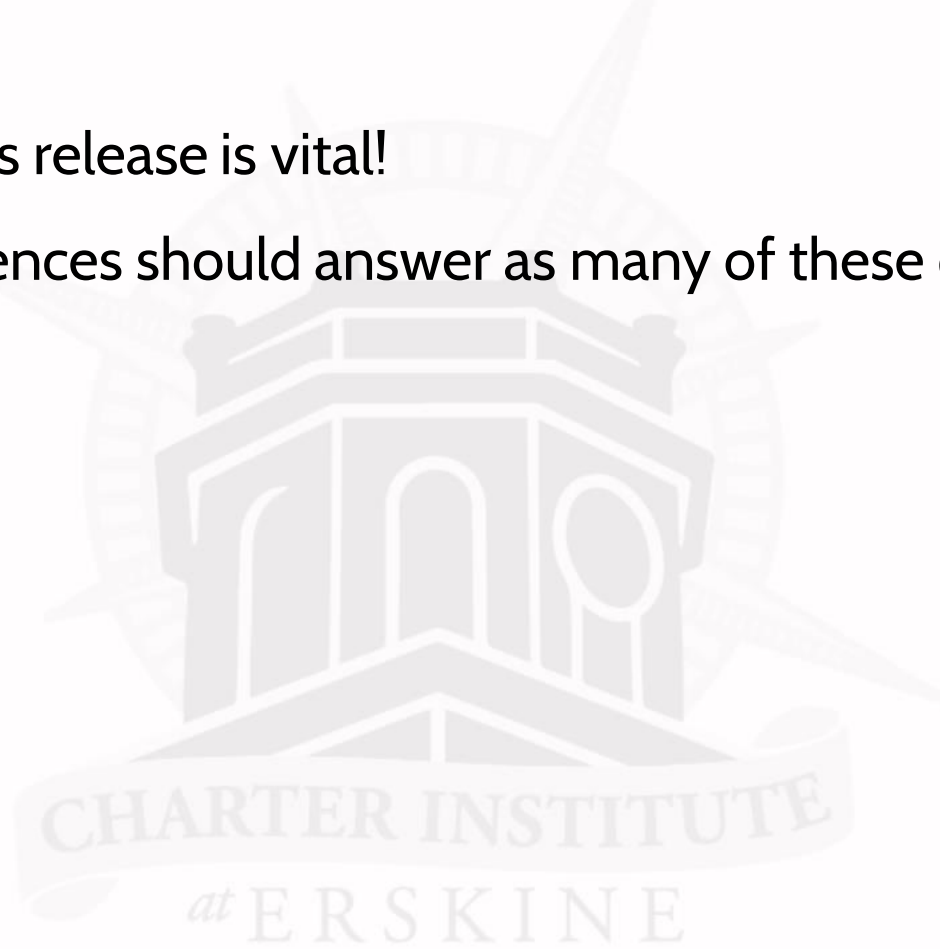 s release is vital!
ences should answer as many of these
CHARTER INSTITUTE
at ERSKINE